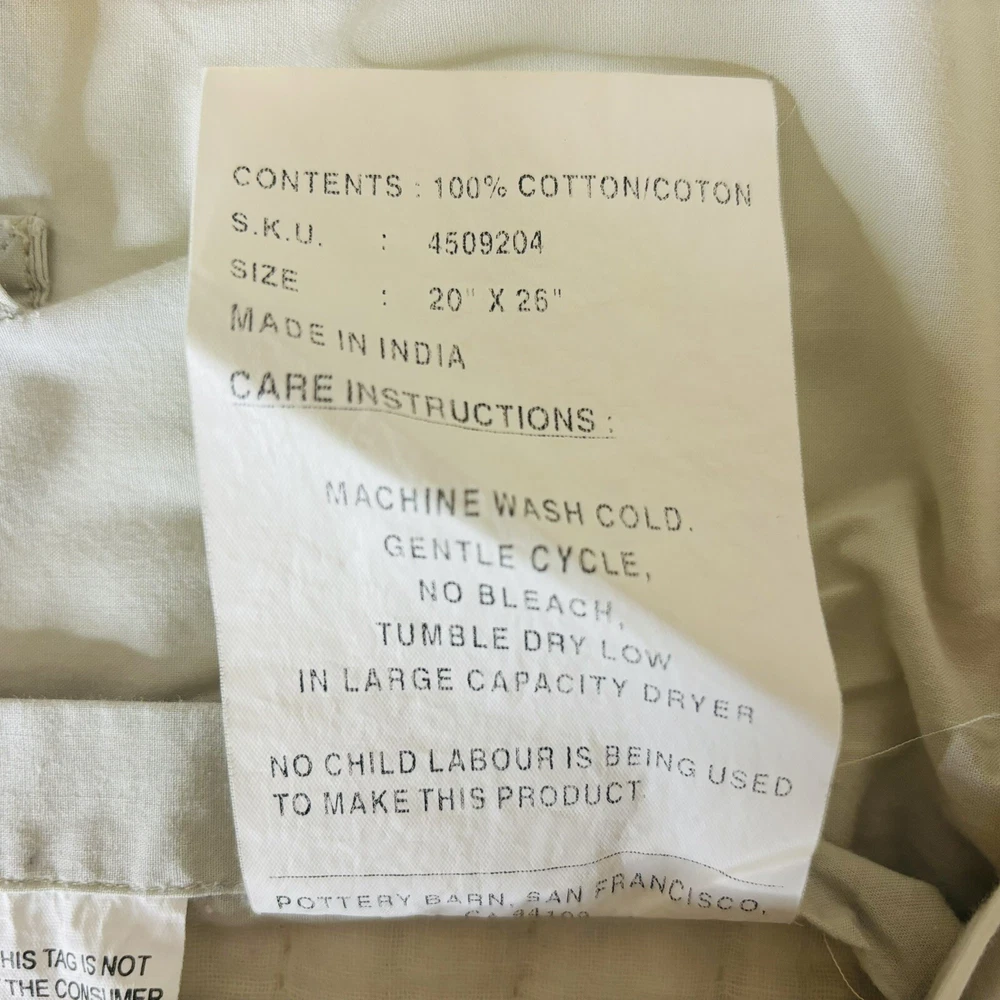 CONTENTS : 100% COTTON/COTON
S.K.U. : 4509204
SIZE : 20" X 26"
MADE IN INDIA
CARE INSTRUCTIONS :
MACHINE WASH COLD.
GENTLE CYCLE,
NO BLEACH,
TUMBLE DRY LOW
IN LARGE CAPACITY DRYER
NO CHILD LABOUR IS BEING USED
TO MAKE THIS PRODUCT.
POTTERY BARN, SAN FRANCISCO,
HIS TAG IS NOT
THE CONSUMER